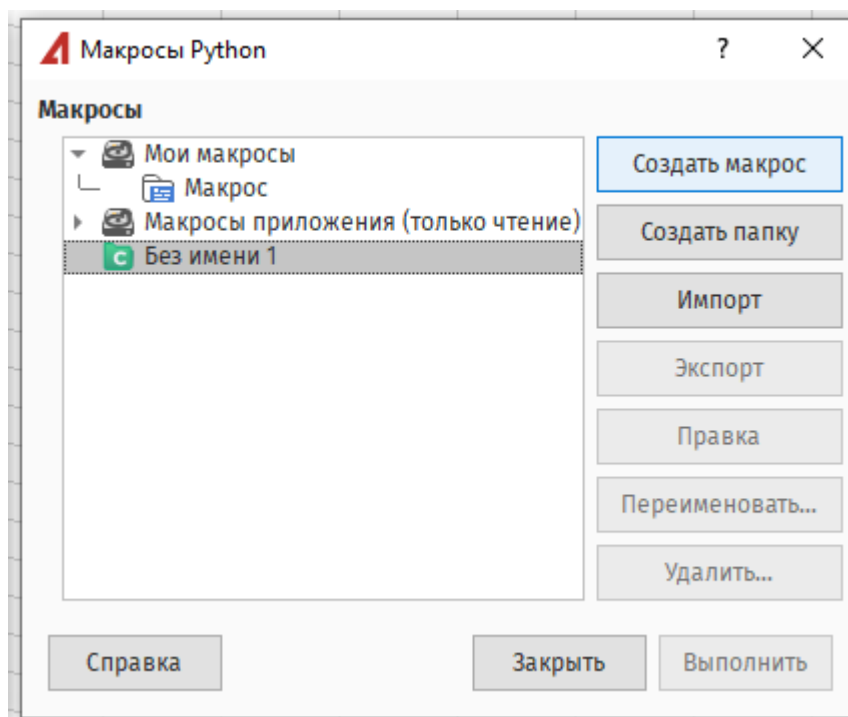 Макросы Python
?
Макросы
Мои макросы
Макрос
Макросы приложения (только чтение)
Без имени 1
Создать макрос
Создать папку
Импорт
Экспорт
Правка
Переименовать...
Удалить...
Справка
Закрыть
Выполнить